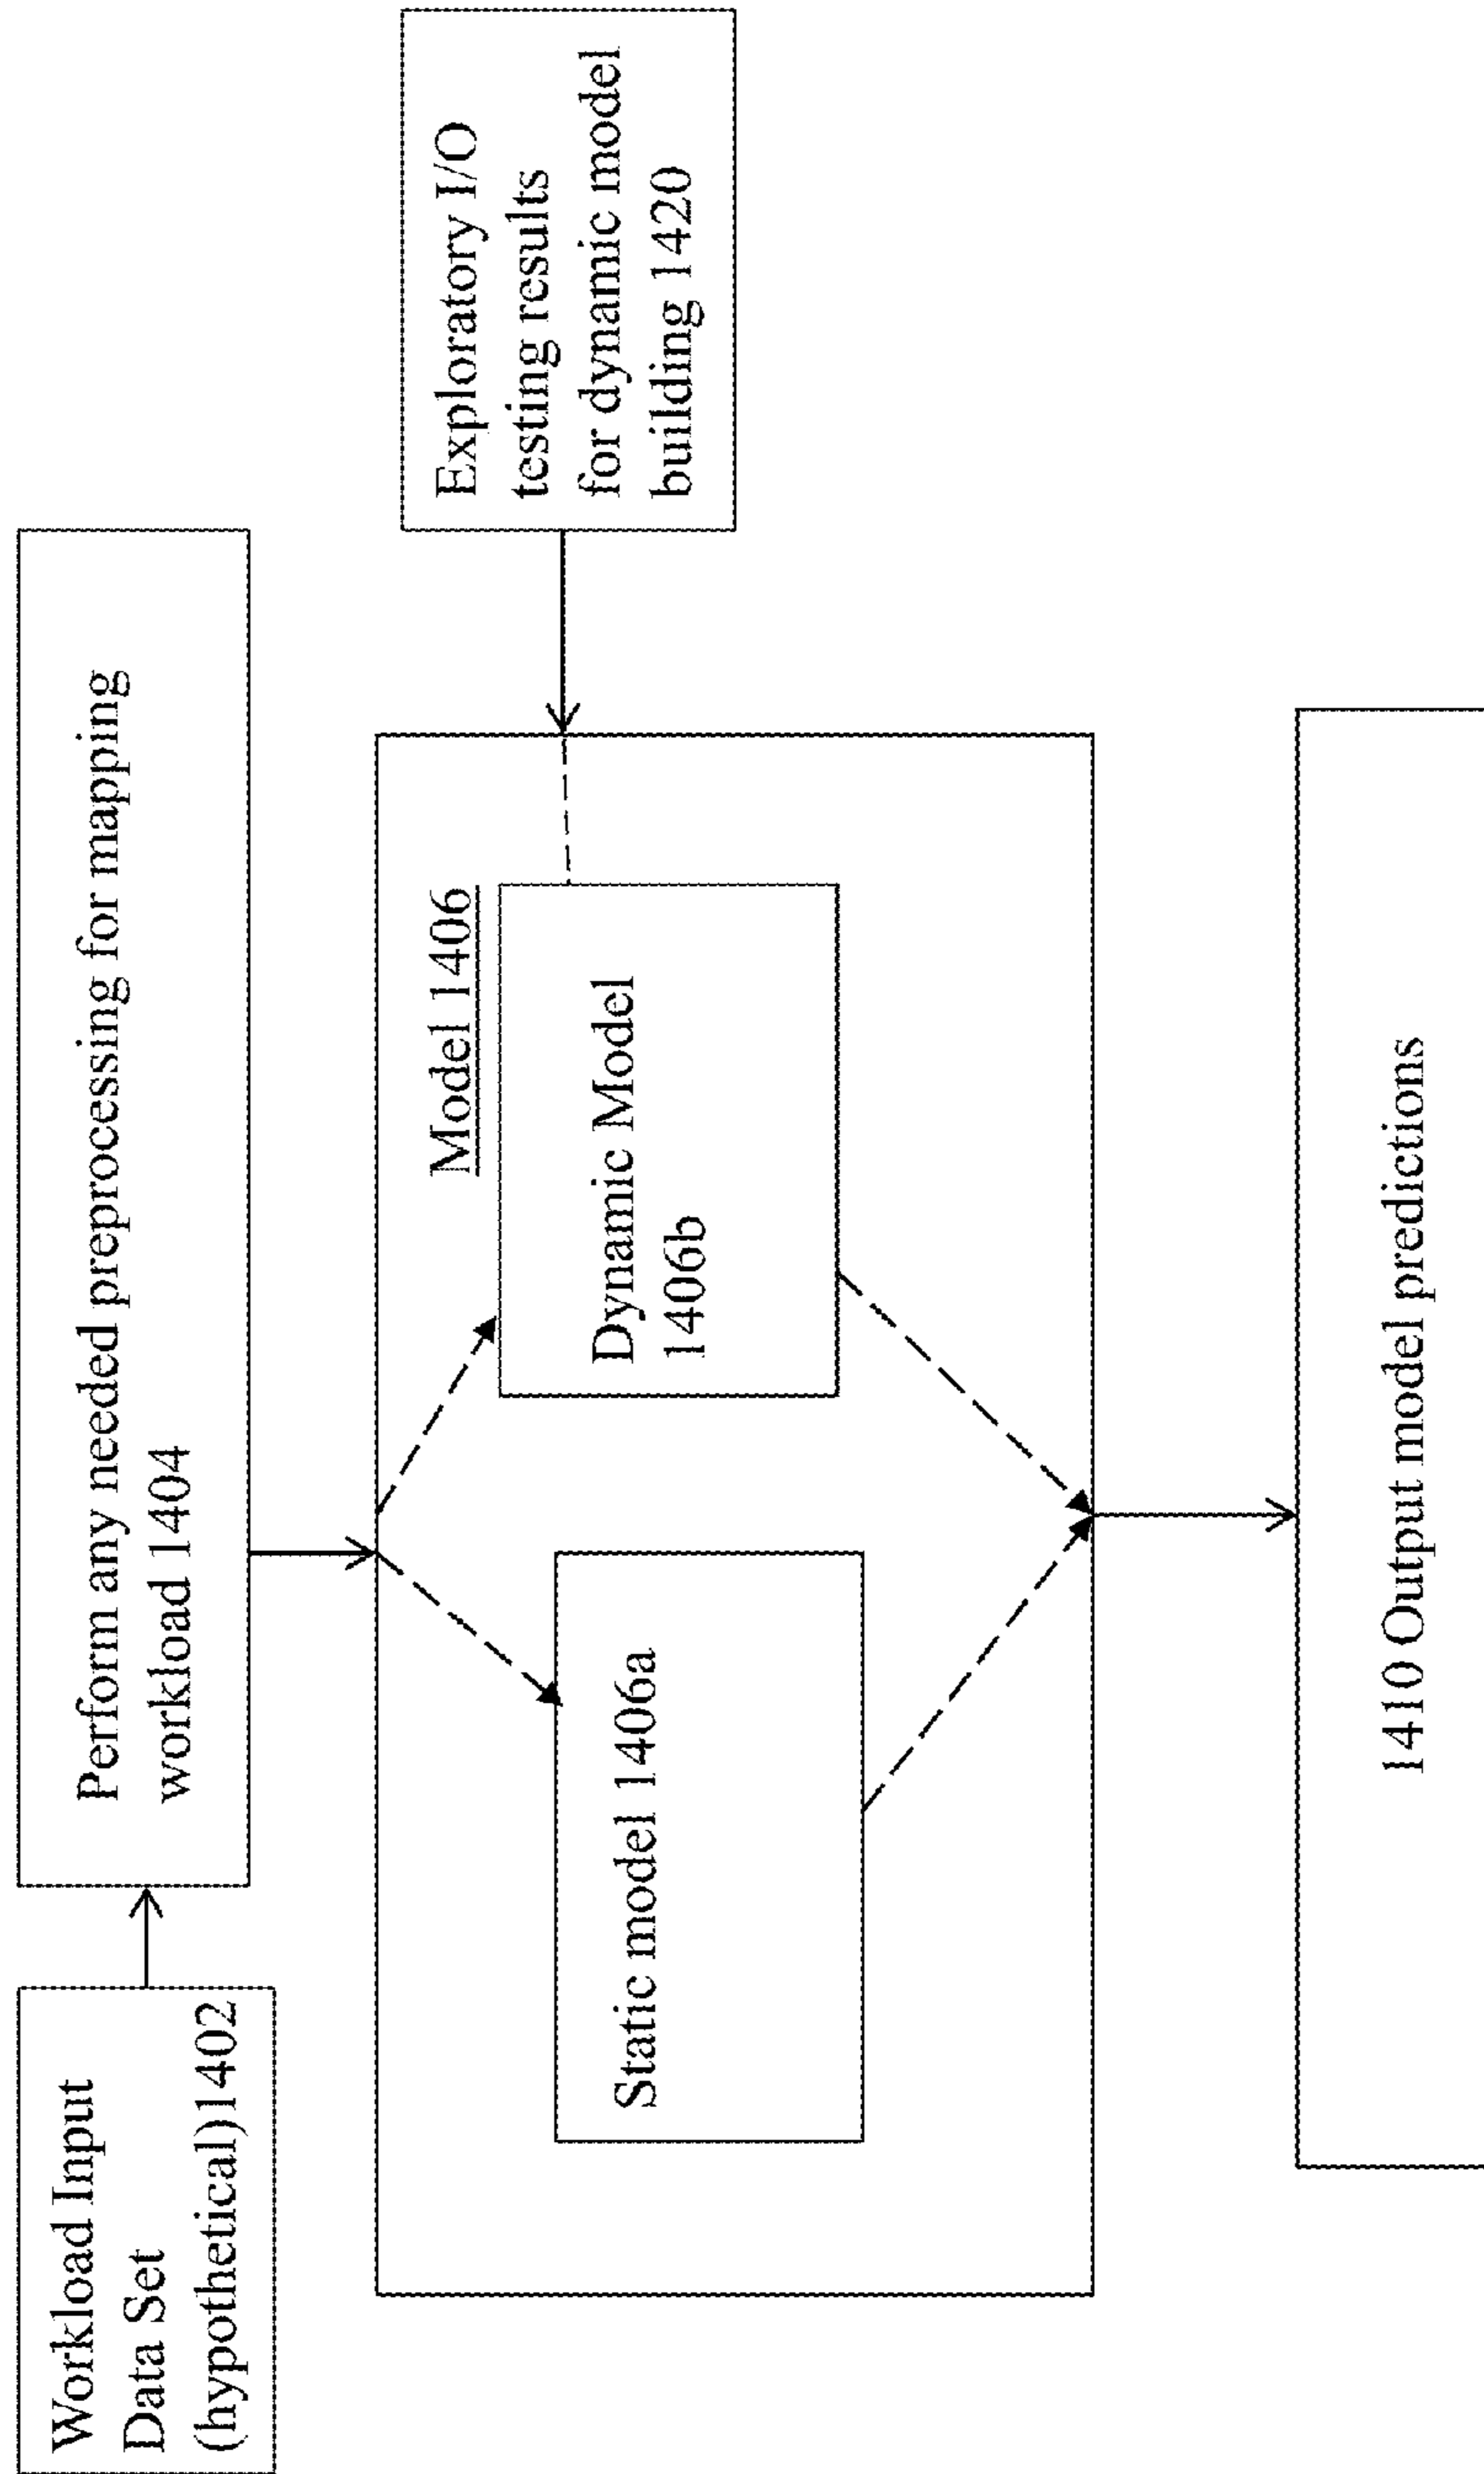 Workload Input
Data Set
(hypothetical)1402
Perform any needed preprocessing for mapping
workload 1404
Exploratory I/O
testing results
for dynamic model
building 1420
Model 1406
Static model 1406a
Dynamic Model
1406b
1410 Output model predictions